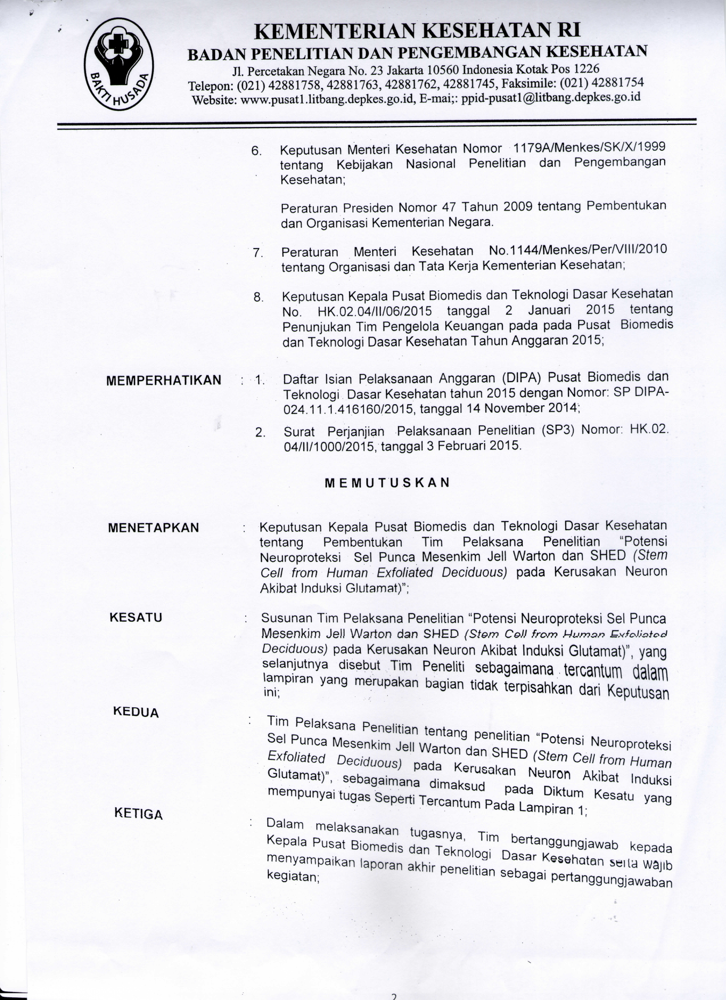 BAKTI HUSADA
KEMENTERIAN KESEHATAN RI
BADAN PENELITIAN DAN PENGEMBANGAN KESEHATAN
Jl. Percetakan Negara No. 23 Jakarta 10560 Indonesia Kotak Pos 1226
Telepon: (021) 42881758, 42881763, 42881762, 42881745, Faksimile: (021) 42881754
Website: www.pusat1.litbang.depkes.go.id, E-mai;: ppid-pusat1@litbang.depkes.go.id
6. Keputusan Menteri Kesehatan Nomor 1179A/Menkes/SK/X/1999
tentang Kebijakan Nasional Penelitian dan Pengembangan
Kesehatan;
Peraturan Presiden Nomor 47 Tahun 2009 tentang Pembentukan
dan Organisasi Kementerian Negara.
7. Peraturan Menteri Kesehatan No.1144/Menkes/Per/VIII/2010
tentang Organisasi dan Tata Kerja Kementerian Kesehatan;
8. Keputusan Kepala Pusat Biomedis dan Teknologi Dasar Kesehatan
No. HK.02.04/II/06/2015 tanggal 2 Januari 2015 tentang
Penunjukan Tim Pengelola Keuangan pada pada Pusat Biomedis
dan Teknologi Dasar Kesehatan Tahun Anggaran 2015;
MEMPERHATIKAN : 1. Daftar Isian Pelaksanaan Anggaran (DIPA) Pusat Biomedis dan
Teknologi Dasar Kesehatan tahun 2015 dengan Nomor: SP DIPA-
024.11.1.416160/2015, tanggal 14 November 2014;
2. Surat Perjanjian Pelaksanaan Penelitian (SP3) Nomor: HK.02.
04/II/1000/2015, tanggal 3 Februari 2015.
M E M U T U S K A N
MENETAPKAN : Keputusan Kepala Pusat Biomedis dan Teknologi Dasar Kesehatan
tentang Pembentukan Tim Pelaksana Penelitian “Potensi
Neuroproteksi Sel Punca Mesenkim Jell Warton dan SHED (Stem
Cell from Human Exfoliated Deciduous) pada Kerusakan Neuron
Akibat Induksi Glutamat)”;
KESATU : Susunan Tim Pelaksana Penelitian “Potensi Neuroproteksi Sel Punca
Mesenkim Jell Warton dan SHED (Stem Cell from Human Exfoliated
Deciduous) pada Kerusakan Neuron Akibat Induksi Glutamat)”, yang
selanjutnya disebut Tim Peneliti sebagaimana tercantum dalam
lampiran yang merupakan bagian tidak terpisahkan dari Keputusan
ini;
KEDUA : Tim Pelaksana Penelitian tentang penelitian “Potensi Neuroproteksi
Sel Punca Mesenkim Jell Warton dan SHED (Stem Cell from Human
Exfoliated Deciduous) pada Kerusakan Neuron Akibat Induksi
Glutamat)”, sebagaimana dimaksud pada Diktum Kesatu yang
mempunyai tugas Seperti Tercantum Pada Lampiran 1;
KETIGA : Dalam melaksanakan tugasnya, Tim bertanggungjawab kepada
Kepala Pusat Biomedis dan Teknologi Dasar Kesehatan serta wajib
menyampaikan laporan akhir penelitian sebagai pertanggungjawaban
kegiatan;
2